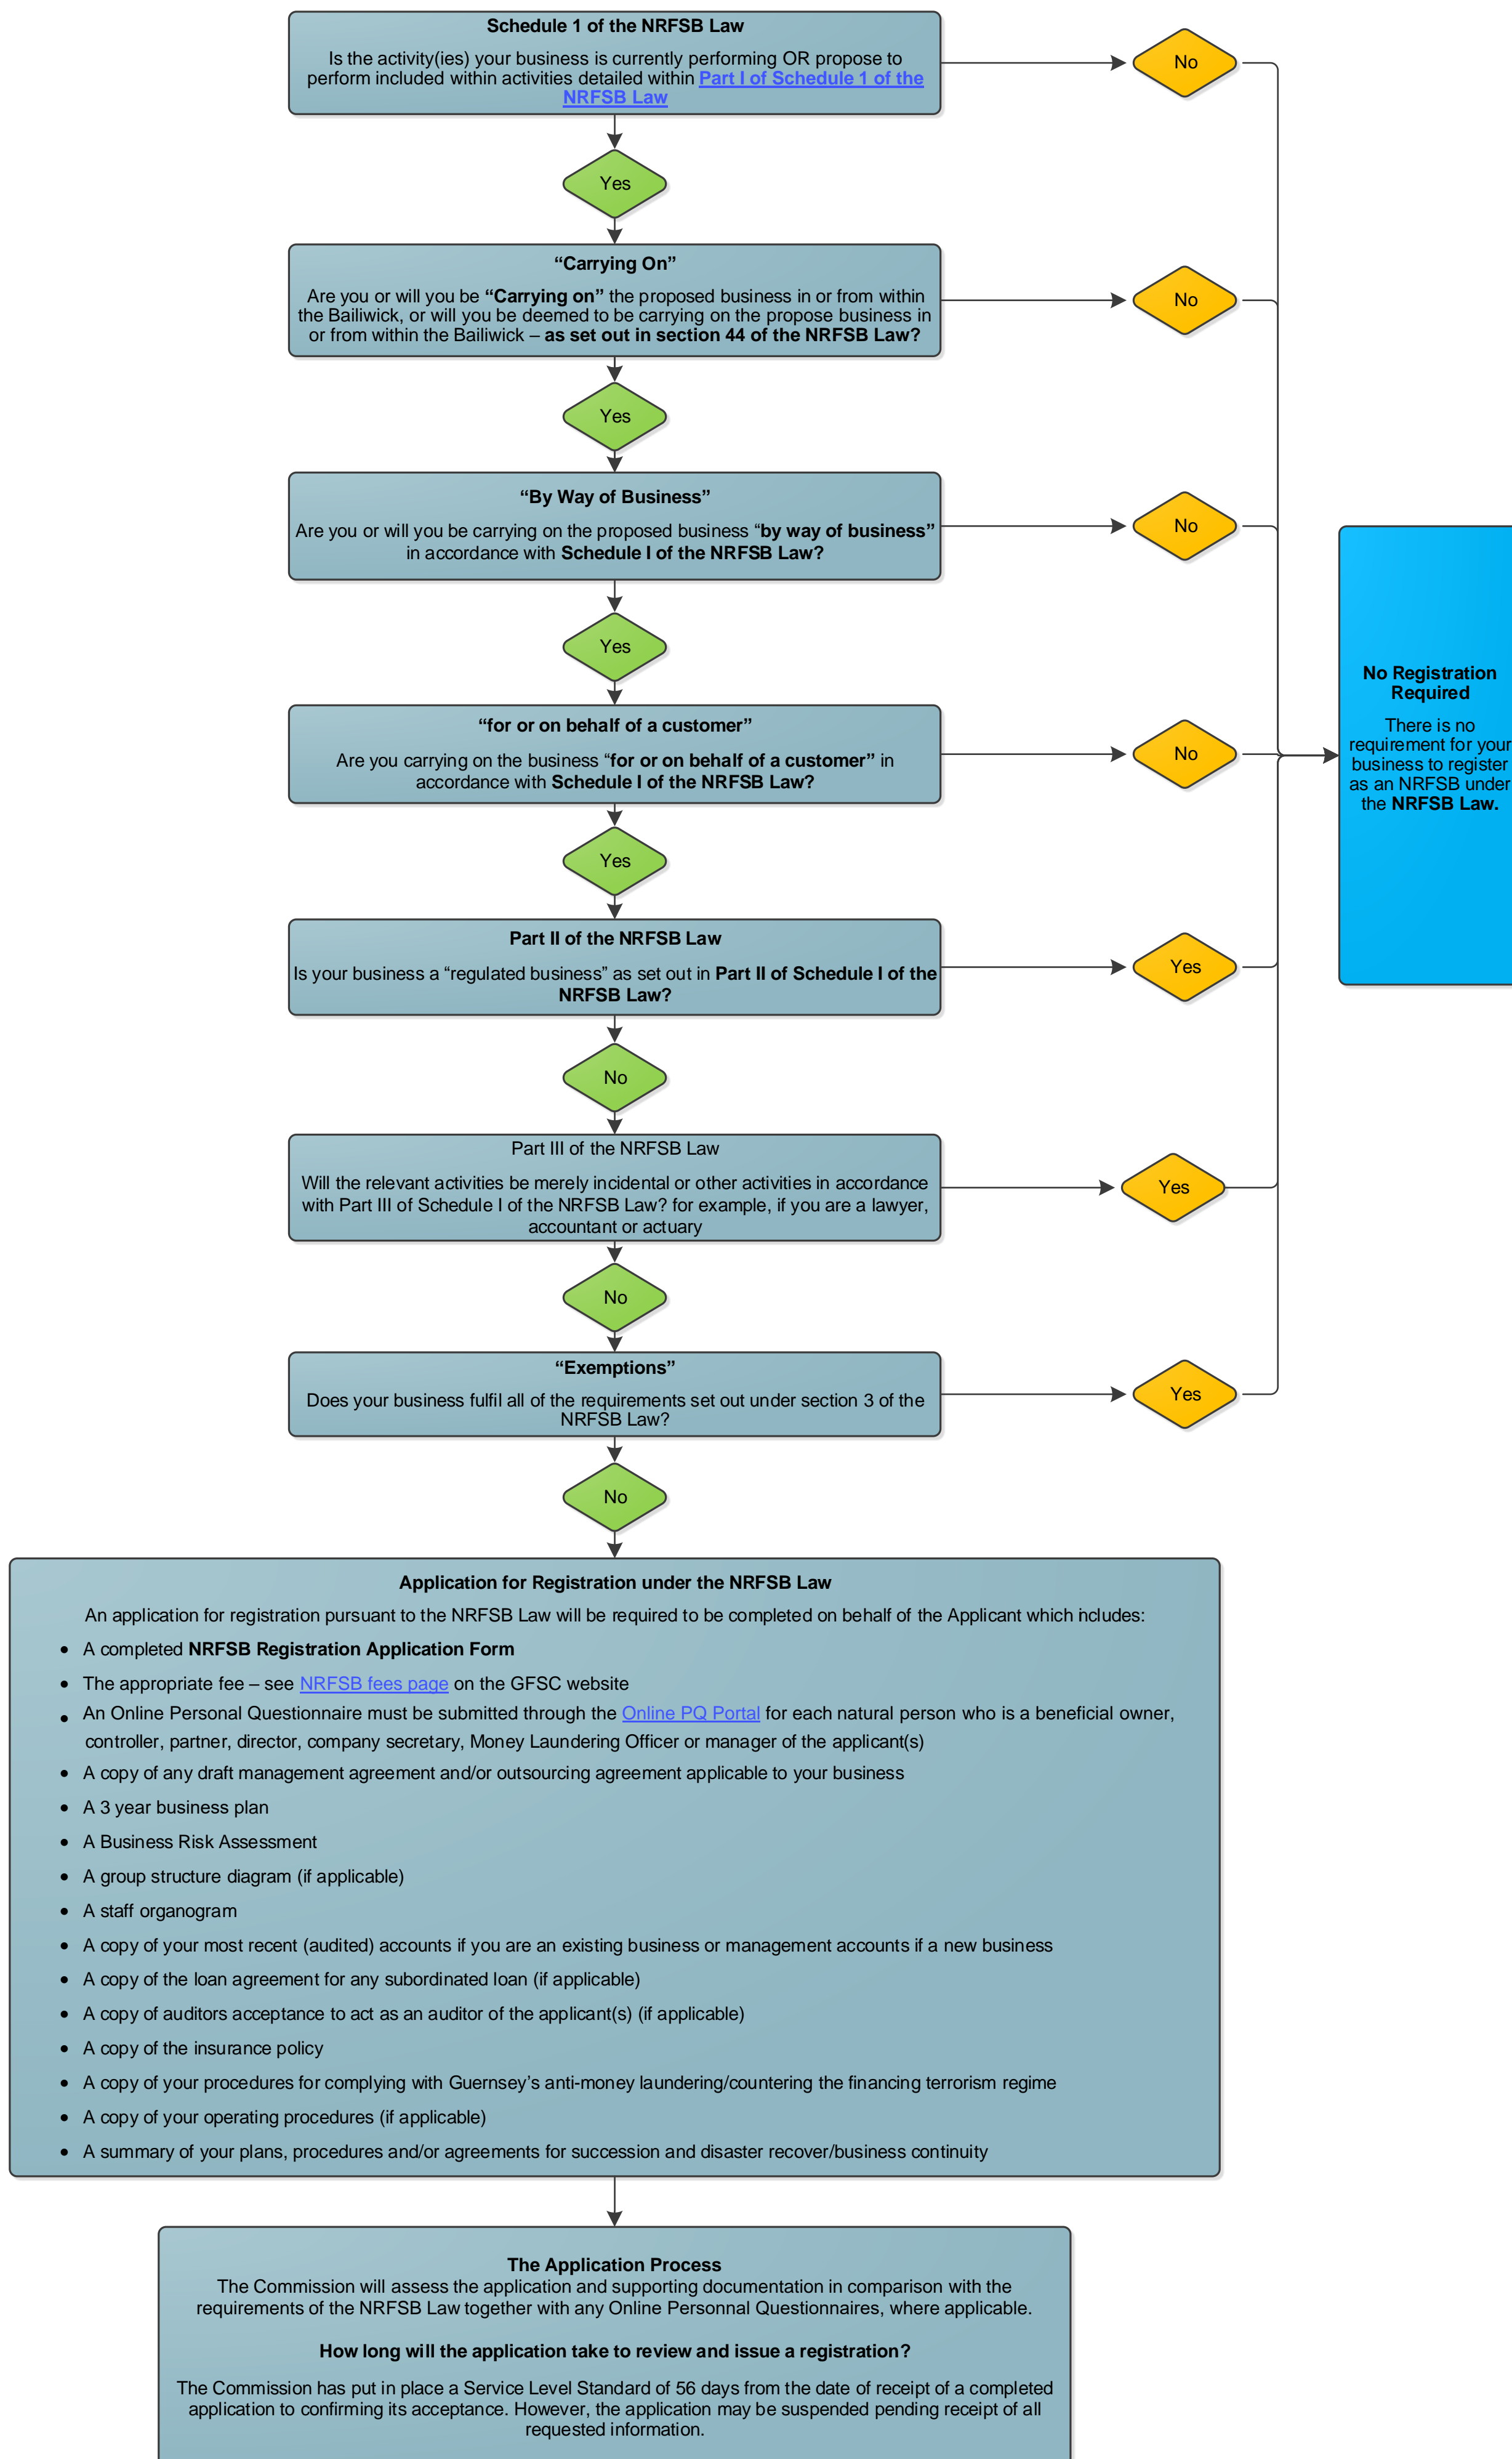 Schedule 1 of the NRFSB Law
Is the activity(ies) your business is currently performing OR propose to
perform included within activities detailed within Part I of Schedule 1 of the
NRFSB Law
No
Yes
“Carrying On”
Are you or will you be “Carrying on” the proposed business in or from within
the Bailiwick, or will you be deemed to be carrying on the propose business in
or from within the Bailiwick – as set out in section 44 of the NRFSB Law?
No
Yes
“By Way of Business”
Are you or will you be carrying on the proposed business “by way of business”
in accordance with Schedule I of the NRFSB Law?
No
Yes
No Registration
Required
There is no
requirement for your
business to register
as an NRFSB under
the NRFSB Law.
“for or on behalf of a customer”
Are you carrying on the business “for or on behalf of a customer” in
accordance with Schedule I of the NRFSB Law?
No
Yes
Part II of the NRFSB Law
Is your business a “regulated business” as set out in Part II of Schedule I of the
NRFSB Law?
Yes
No
Part III of the NRFSB Law
Will the relevant activities be merely incidental or other activities in accordance
with Part III of Schedule I of the NRFSB Law? for example, if you are a lawyer,
accountant or actuary
Yes
No
“Exemptions”
Does your business fulfil all of the requirements set out under section 3 of the
NRFSB Law?
Yes
No
Application for Registration under the NRFSB Law
An application for registration pursuant to the NRFSB Law will be required to be completed on behalf of the Applicant which includes:
• A completed NRFSB Registration Application Form
• The appropriate fee – see NRFSB fees page on the GFSC website
• An Online Personal Questionnaire must be submitted through the Online PQ Portal for each natural person who is a beneficial owner,
controller, partner, director, company secretary, Money Laundering Officer or manager of the applicant(s)
• A copy of any draft management agreement and/or outsourcing agreement applicable to your business
• A 3 year business plan
• A Business Risk Assessment
• A group structure diagram (if applicable)
• A staff organogram
• A copy of your most recent (audited) accounts if you are an existing business or management accounts if a new business
• A copy of the loan agreement for any subordinated loan (if applicable)
• A copy of auditors acceptance to act as an auditor of the applicant(s) (if applicable)
• A copy of the insurance policy
• A copy of your procedures for complying with Guernsey’s anti-money laundering/countering the financing terrorism regime
• A copy of your operating procedures (if applicable)
• A summary of your plans, procedures and/or agreements for succession and disaster recover/business continuity
The Application Process
The Commission will assess the application and supporting documentation in comparison with the
requirements of the NRFSB Law together with any Online Personnal Questionnaires, where applicable.
How long will the application take to review and issue a registration?
The Commission has put in place a Service Level Standard of 56 days from the date of receipt of a completed
application to confirming its acceptance. However, the application may be suspended pending receipt of all
requested information.